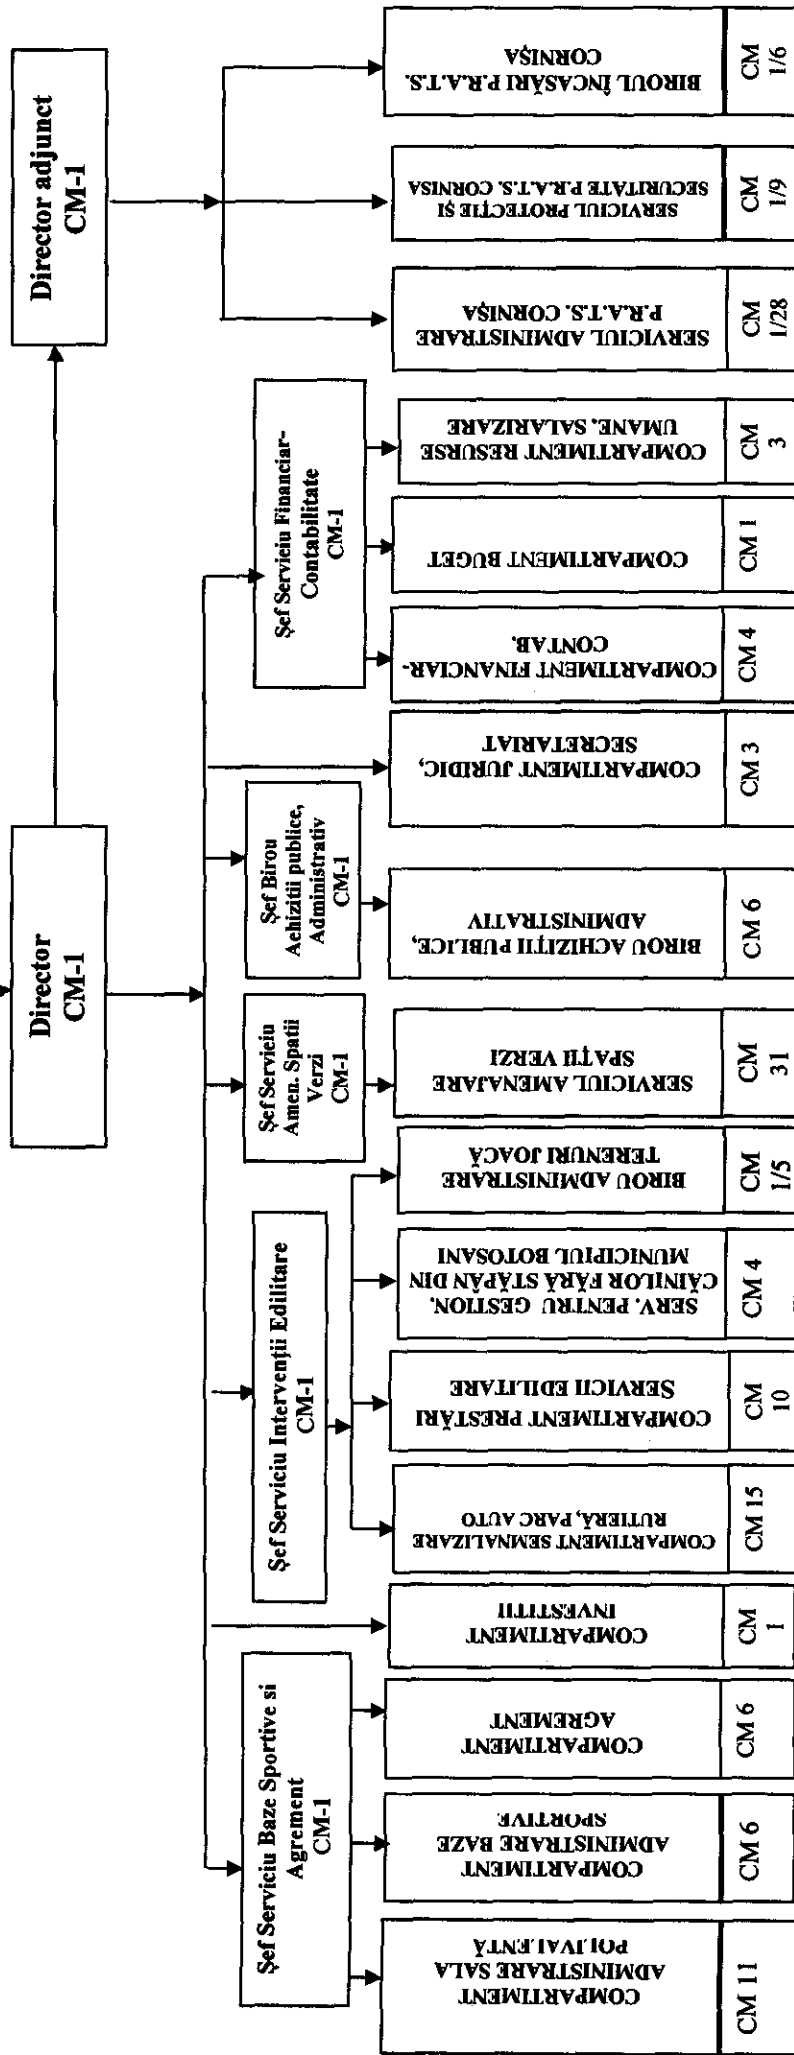 Director
CM-1
Director adjunct
CM-1
Şef Serviciu Baze Sportive si
Agrement
CM-1
Şef Serviciu Intervenţii Edilitare
CM-1
Şef Serviciu
Amen. Spatii
Verzi
CM-1
Şef Birou
Achizitii publice,
Administrativ
CM-1
Şef Serviciu Financiar-
Contabilitate
CM-1
COMPARTIMENT
ADMINISTRARE SALA
POLIVALENTĂ
CM 11
COMPARTIMENT
ADMINISTRARE BAZE
SPORTIVE
CM 6
COMPARTIMENT
AGREMENT
CM 6
COMPARTIMENT
INVESTITII
CM
1
COMPARTIMENT SEMNALIZARE
RUTIERĂ, PARC AUTO
CM 15
COMPARTIMENT PRESTĂRI
SERVICII EDILITARE
CM
10
SERV. PENTRU GESTION.
CÂINILOR FĂRĂ STĂPÂN DIN
MUNICIPIUL BOTOSANI
CM 4
BIROU ADMINISTRARE
TERENURI JOACĂ
CM
1/5
SERVICIUL AMENAJARE
SPAŢII VERZI
CM
31
BIROU ACHIZIŢII PUBLICE,
ADMINISTRATIV
CM 6
COMPARTIMENT JURIDIC,
SECRETARIAT
CM 3
COMPARTIMENT FINANCIAR-
CONTAB.
CM 4
COMPARTIMENT BUGET
CM 1
COMPARTIMENT RESURSE
UMANE, SALARIZARE
CM
3
SERVICIUL ADMINISTRARE
P.R.A.T.S. CORNIŞA
CM
1/28
SERVICIUL PROTECŢIE ŞI
SECURITATE P.R.A.T.S. CORNISA
CM
1/9
BIROUL ÎNCASĂRI P.R.A.T.S.
CORNIŞA
CM
1/6